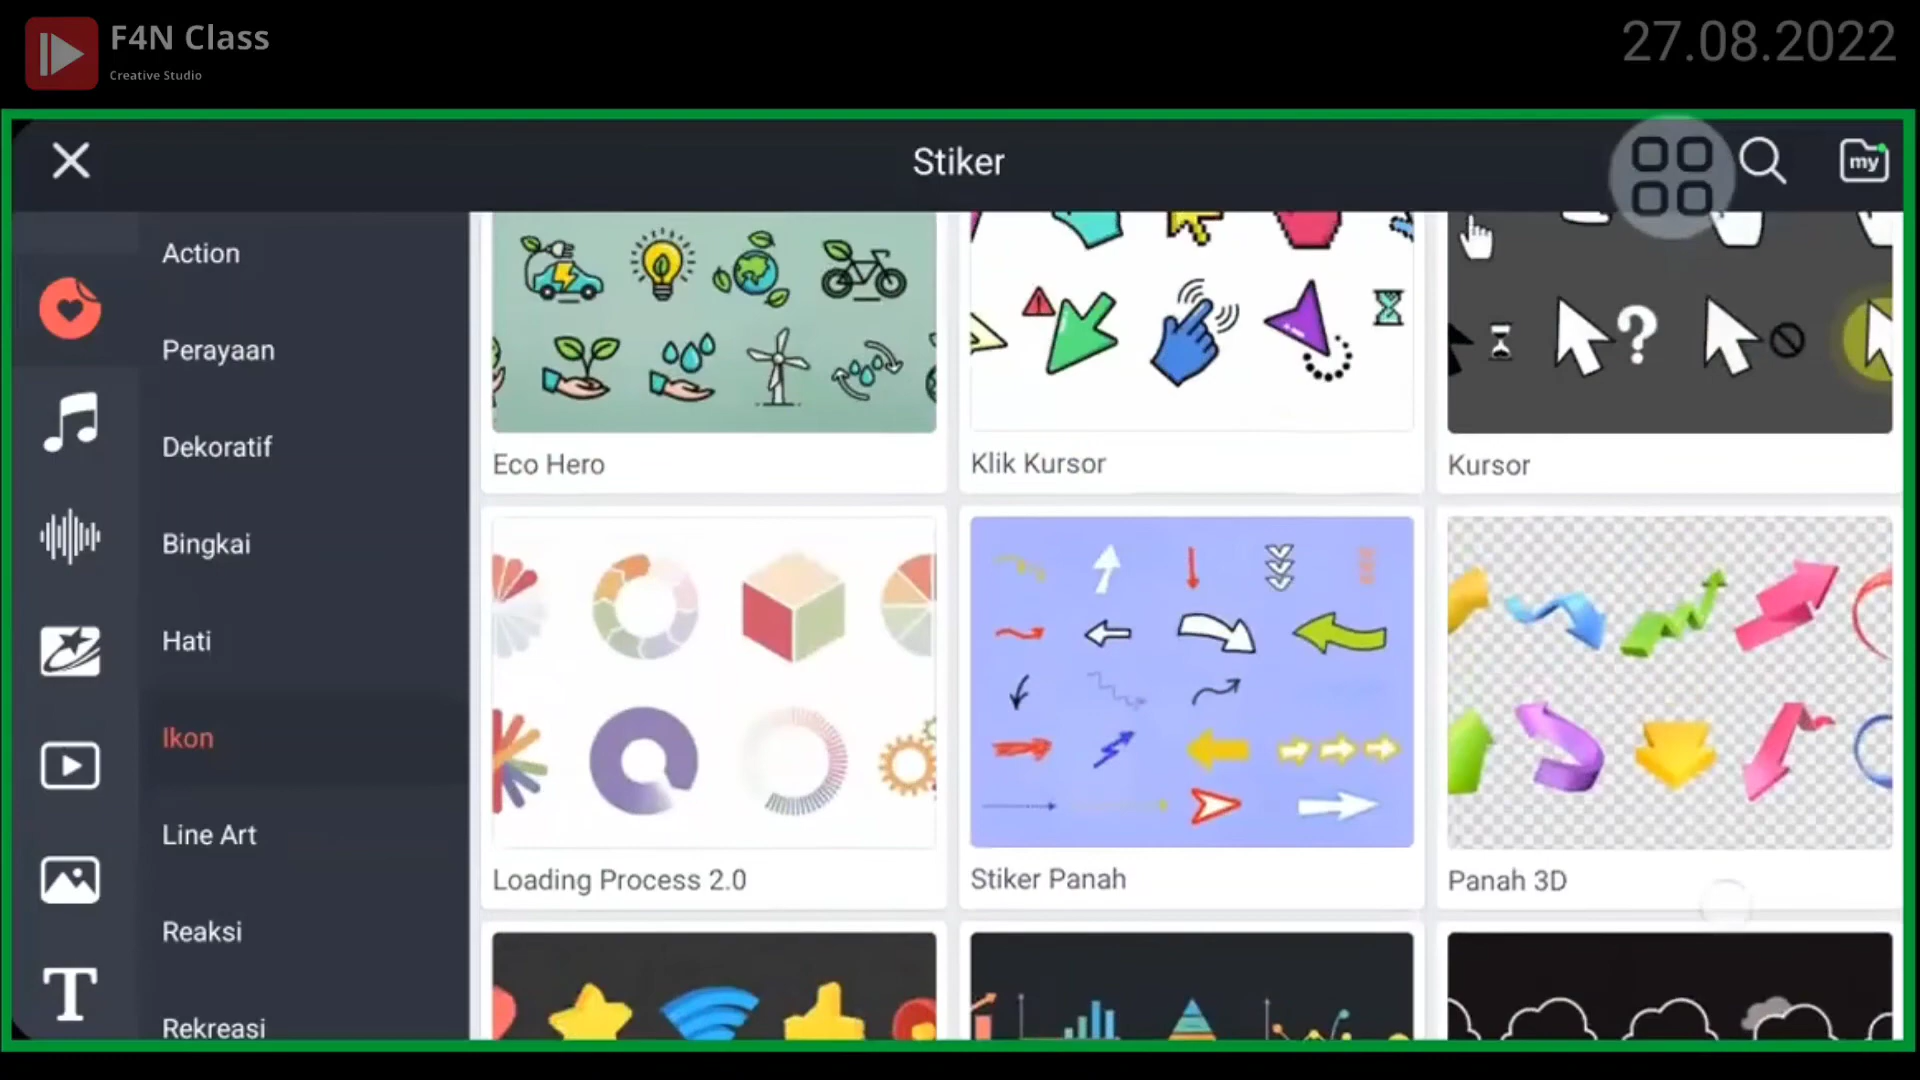 F4N Class
Creative Studio
27.08.2022
Stiker
my
Action
Perayaan
Dekoratif
Bingkai
Hati
Ikon
Line Art
Reaksi
Rekreasi
Eco Hero
Klik Kursor
Kursor
Loading Process 2.0
Stiker Panah
Panah 3D